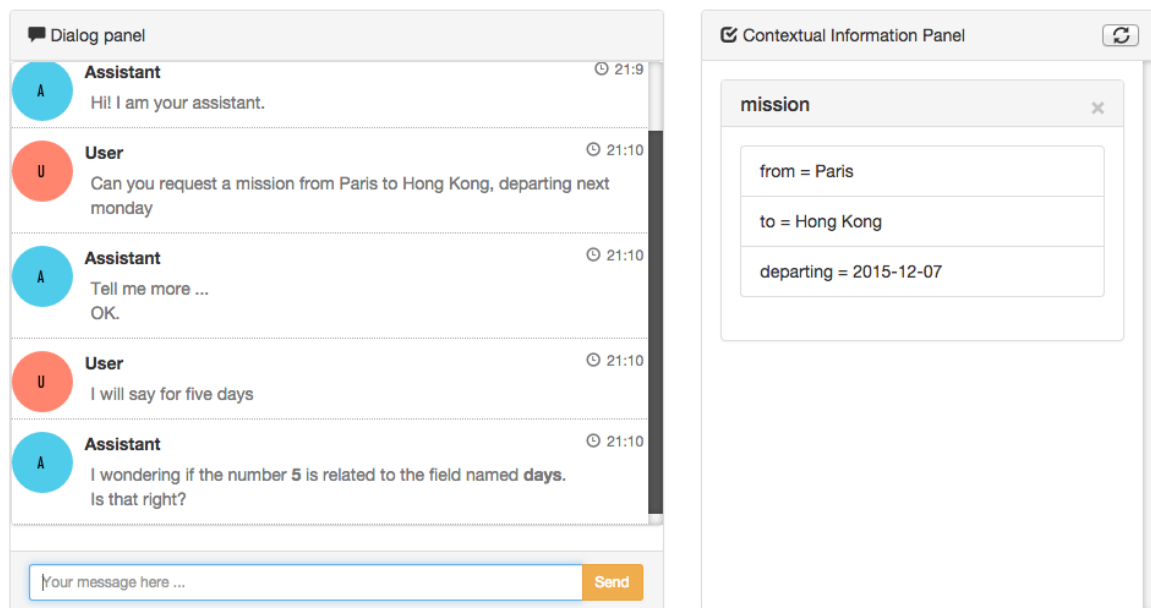 Dialog panel
Assistant
21:9
A
Hi! I am your assistant.
User
21:10
U
Can you request a mission from Paris to Hong Kong, departing next
monday
Assistant
21:10
A
Tell me more ...
OK.
User
21:10
U
I will say for five days
Assistant
21:10
A
I wondering if the number 5 is related to the field named days.
Is that right?
Your message here ...
Send
Contextual Information Panel
mission
×
from = Paris
to = Hong Kong
departing = 2015-12-07